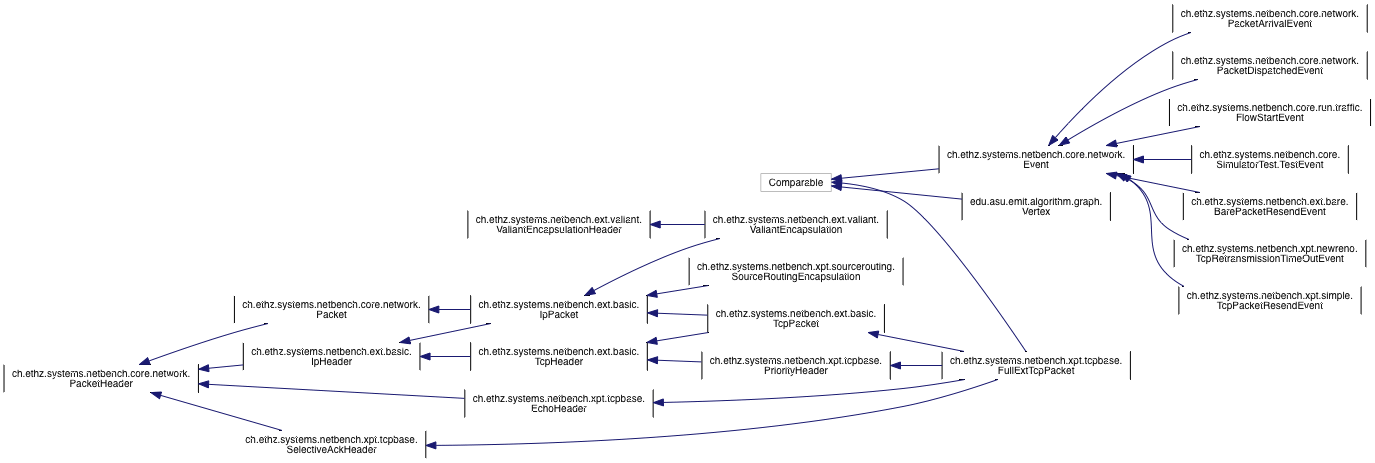 ch.ethz.systems.netbench.core.network.
PacketArrivalEvent
ch.ethz.systems.netbench.core.network.
PacketDispatchedEvent
ch.ethz.systems.netbench.core.run.traffic.
FlowStartEvent
ch.ethz.systems.netbench.core.network.
Event
ch.ethz.systems.netbench.core.
SimulatorTest.TestEvent
Comparable
edu.asu.emit.algorithm.graph.
Vertex
ch.ethz.systems.netbench.ext.bare.
BarePacketResendEvent
ch.ethz.systems.netbench.ext.valiant.
ValiantEncapsulationHeader
ch.ethz.systems.netbench.ext.valiant.
ValiantEncapsulation
ch.ethz.systems.netbench.xpt.newreno.
TcpRetransmissionTimeOutEvent
ch.ethz.systems.netbench.xpt.sourcerouting.
SourceRoutingEncapsulation
ch.ethz.systems.netbench.xpt.simple.
TcpPacketResendEvent
ch.ethz.systems.netbench.core.network.
Packet
ch.ethz.systems.netbench.ext.basic.
IpPacket
ch.ethz.systems.netbench.ext.basic.
TcpPacket
ch.ethz.systems.netbench.ext.basic.
IpHeader
ch.ethz.systems.netbench.ext.basic.
TcpHeader
ch.ethz.systems.netbench.xpt.tcpbase.
PriorityHeader
ch.ethz.systems.netbench.xpt.tcpbase.
FullExtTcpPacket
ch.ethz.systems.netbench.core.network.
PacketHeader
ch.ethz.systems.netbench.xpt.tcpbase.
EchoHeader
ch.ethz.systems.netbench.xpt.tcpbase.
SelectiveAckHeader